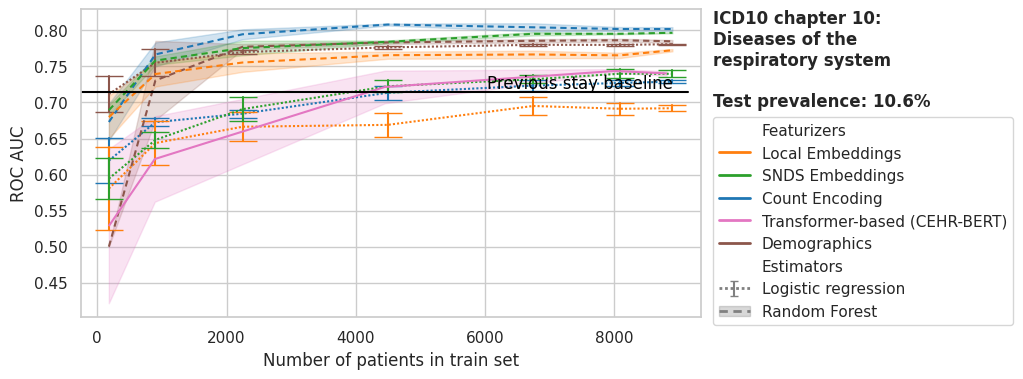 ICD10 chapter 10:
Diseases of the
respiratory system
Test prevalence: 10.6%
Featurizers
Local Embeddings
SNDS Embeddings
Count Encoding
Transformer-based (CEHR-BERT)
Demographics
Estimators
Logistic regression
Random Forest
ROC AUC
0.80
0.75
0.70
0.65
0.60
0.55
0.50
0.45
Previous stay baseline
0 2000 4000 6000 8000
Number of patients in train set